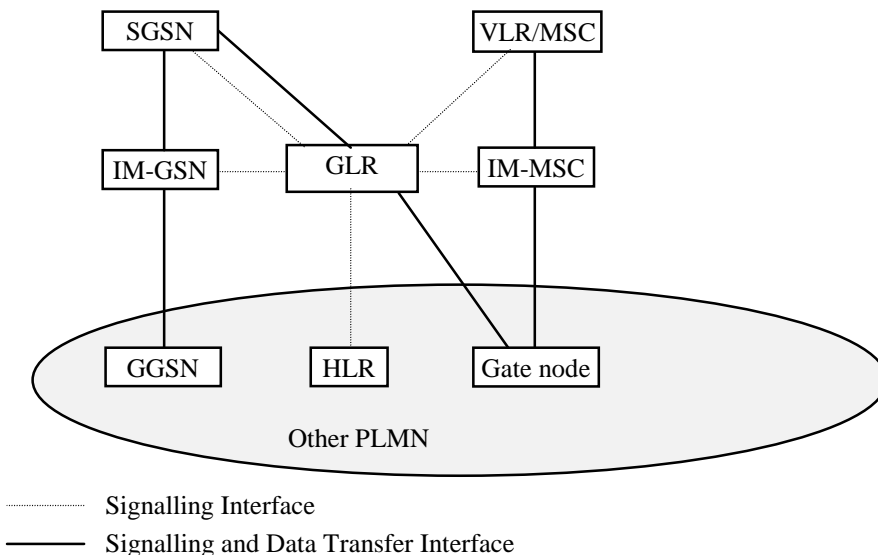 SGSN
VLR/MSC
IM-GSN
GLR
IM-MSC
GGSN
HLR
Gate node
Other PLMN
Signalling Interface
Signalling and Data Transfer Interface